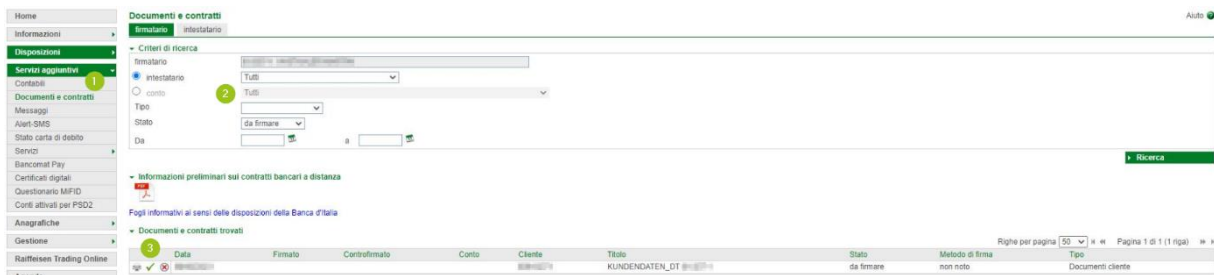 Home
Informazioni
Disposizioni
Servizi aggiuntivi
1
Contabili
Documenti e contratti
Messaggi
Alert-SMS
Stato carta di debito
Servizi
Bancomat Pay
Certificati digitali
Questionario MiFID
Conti attivati per PSD2
Anagrafiche
Gestione
Raiffeisen Trading Online
Documenti e contratti
Aiuto
firmatario intestatario
Criteri di ricerca
firmatario
intestatario Tutti
conto 2 Tutti
Tipo
Stato da firmare
Da a
Ricerca
Informazioni preliminari sui contratti bancari a distanza
PDF
Fogli informativi ai sensi delle disposizioni della Banca d'Italia
Documenti e contratti trovati
Righe per pagina 50 Pagina 1 di 1 (1 riga)
3
Data Firmato Controfirmato Conto Cliente Titolo Stato Metodo di firma Tipo
KUNDENDATEN_DT da firmare non noto Documenti cliente